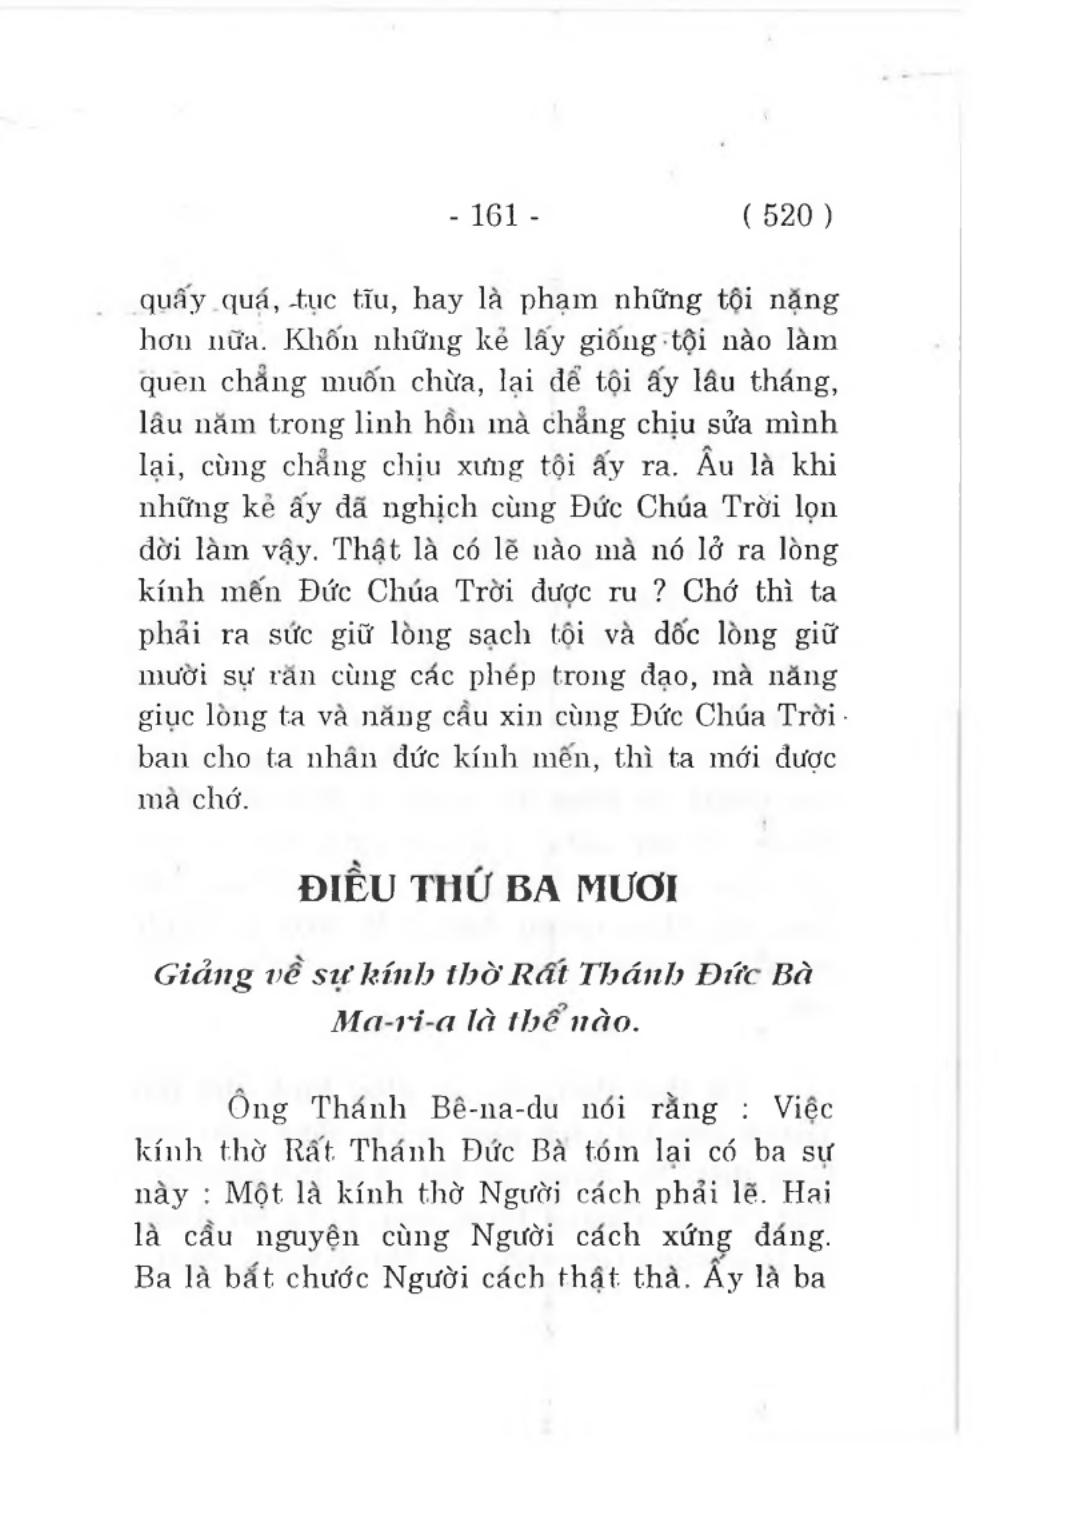 - 161 - ( 520 )
quấy quá, tục tĩu, hay là phạm những tội nặng
hơn nữa. Khốn những kẻ lấy giống tội nào làm
quen chẳng muốn chừa, lại để tội ấy lâu tháng,
lâu năm trong linh hồn mà chẳng chịu sửa mình
lại, cùng chẳng chịu xưng tội ấy ra. Âu là khi
những kẻ ấy đã nghịch cùng Đức Chúa Trời lọn
đời làm vậy. Thật là có lẽ nào mà nó lở ra lòng
kính mến Đức Chúa Trời được ru ? Chớ thì ta
phải ra sức giữ lòng sạch tội và dốc lòng giữ
mười sự răn cùng các phép trong đạo, mà năng
giục lòng ta và năng cầu xin cùng Đức Chúa Trời
ban cho ta nhân đức kính mến, thì ta mới được
mà chớ.
ĐIỀU THỨ BA MƯƠI
Giảng về sự kính thờ Rất Thánh Đức Bà
Ma-ri-a là thể nào.
Ông Thánh Bê-na-du nói rằng : Việc
kính thờ Rất Thánh Đức Bà tóm lại có ba sự
này : Một là kính thờ Người cách phải lẽ. Hai
là cầu nguyện cùng Người cách xứng đáng.
Ba là bắt chước Người cách thật thà. Ấy là ba